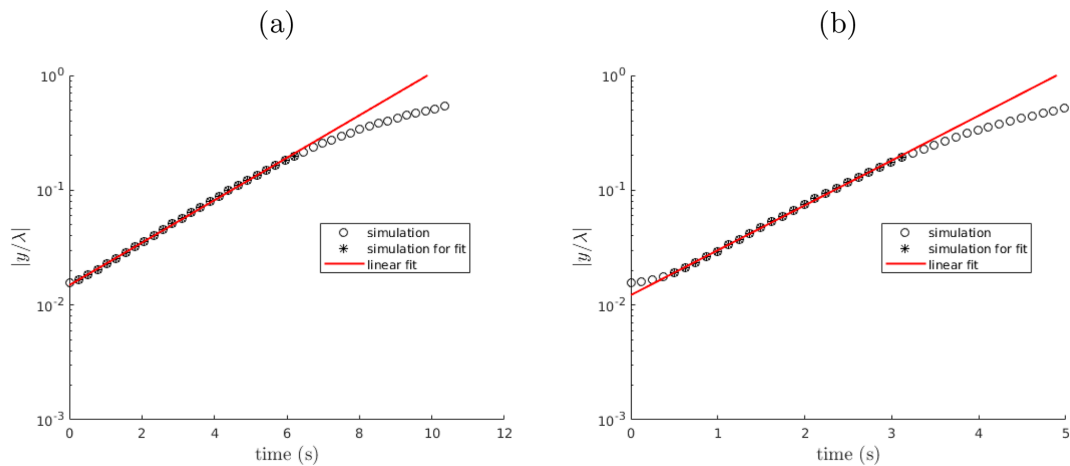 (a)
(b)
10^0
10^-1
10^-2
10^-3
|y/λ|
simulation
simulation for fit
linear fit
0 2 4 6 8 10 12
time (s)
10^0
10^-1
10^-2
10^-3
|y/λ|
simulation
simulation for fit
linear fit
0 1 2 3 4 5
time (s)